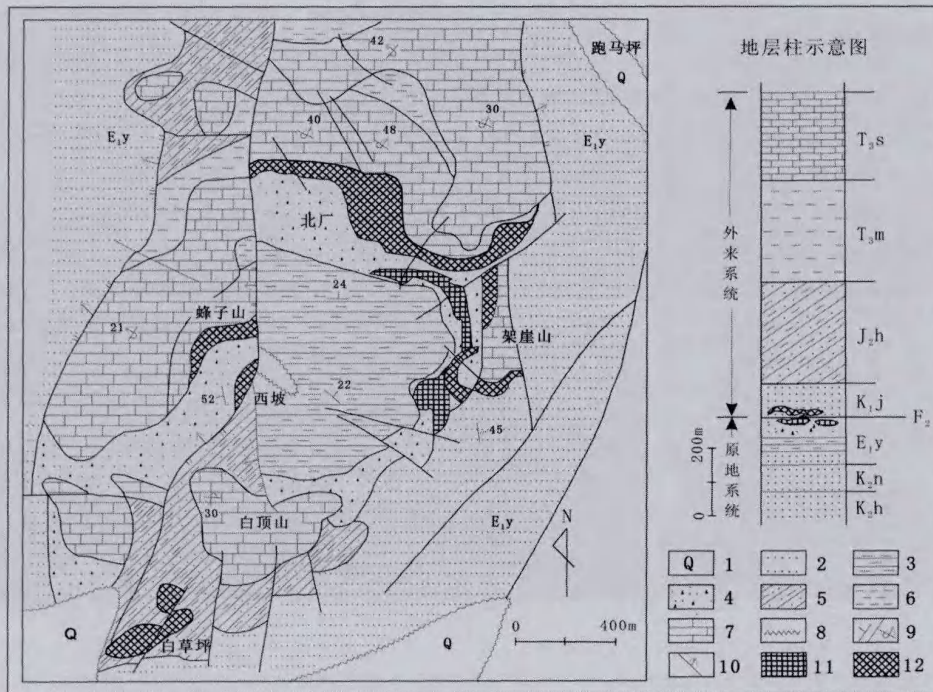 42
跑马坪
Q
30
40
48
E₁y
E₁y
北厂
24
蜂子山
21
架崖山
22
52
西坡
45
30
白顶山
E₁y
N
Q
白草坪
Q
0 400m
地层柱示意图
外来系统
原地系统
T₃s
T₃m
J₂h
K₁j
F₂
E₁y
K₂n
K₂h
200m
0
Q 1 2 3
4 5 6
7 8 9
10 11 12